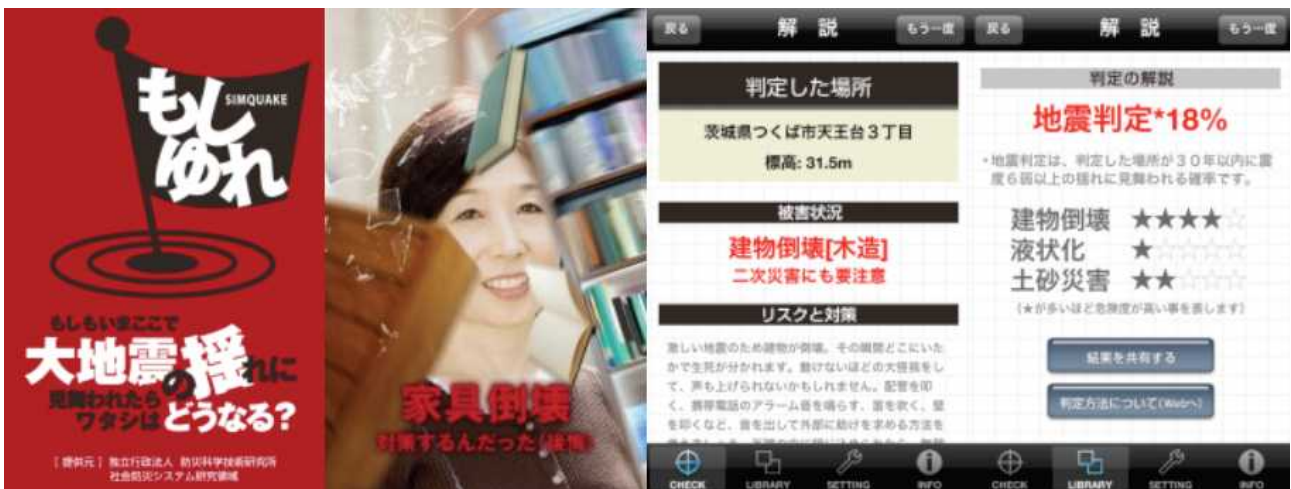 もし
ゆれ
SIMQUAKE
もしもいまここで
大地震の揺れに
見舞われたら
ワタシはどうなる?
[ 提供元 ] 独立行政法人 防災科学技術研究所
社会防災システム研究領域
家具倒壊
対策するんだった(後悔)
戻る
解 説
もう一度
判定した場所
茨城県つくば市天王台3丁目
標高: 31.5m
被害状況
建物倒壊[木造]
二次災害にも要注意
リスクと対策
激しい地震のため建物が倒壊。その瞬間どこにいた
かで生死が分かれます。動けないほどの大怪我をし
て、声も上げられないかもしれません。配管を叩
く、携帯電話のアラーム音を鳴らす、笛を吹く、壁
を叩くなど、音を出して外部に助けを求める方法を
CHECK
LIBRARY
SETTING
INFO
戻る
解 説
もう一度
判定の解説
地震判定*18%
*地震判定は、判定した場所が30年以内に震
度6弱以上の揺れに見舞われる確率です。
建物倒壊 ★★★★☆
液状化 ★☆☆☆☆
土砂災害 ★★☆☆☆
(★が多いほど危険度が高い事を表します)
結果を共有する
判定方法について(Webへ)
CHECK
LIBRARY
SETTING
INFO